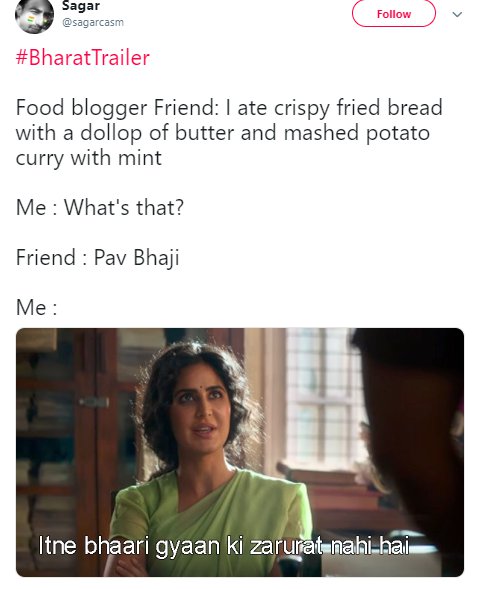 Sagar
@sagarcasm
Follow
#BharatTrailer
Food blogger Friend: I ate crispy fried bread
with a dollop of butter and mashed potato
curry with mint
Me : What's that?
Friend : Pav Bhaji
Me :
Itne bhaari gyaan ki zarurat nahi hai